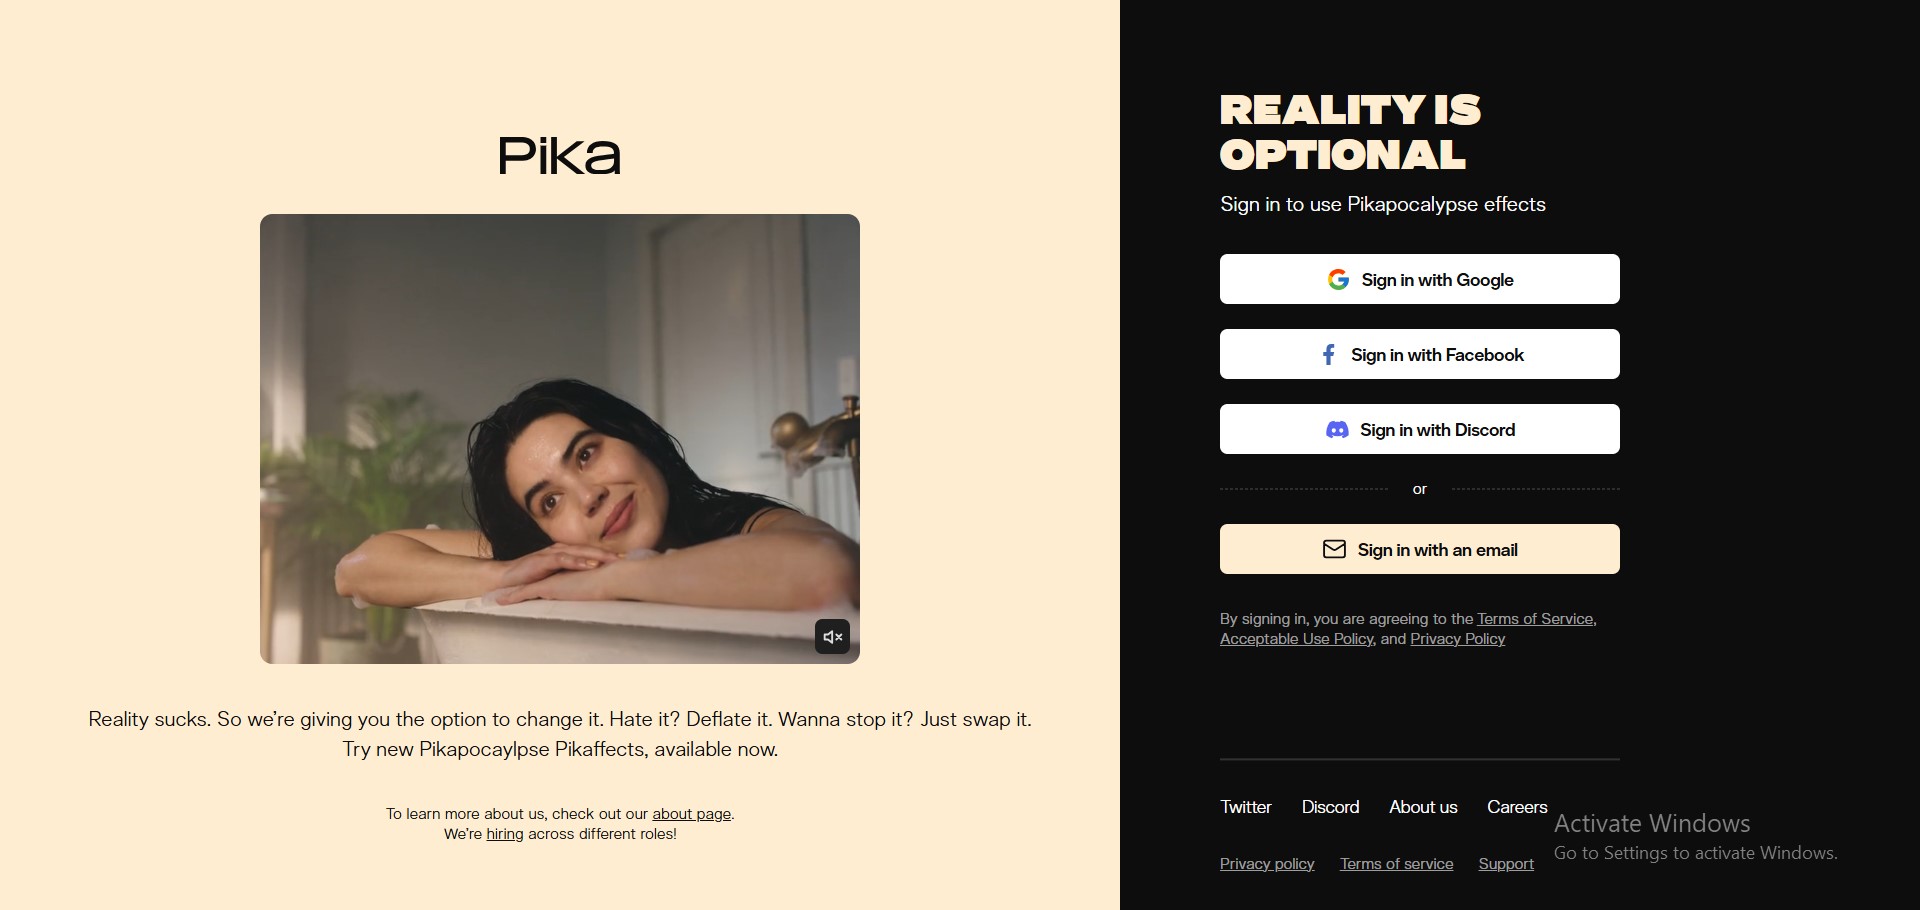 Pika
Reality sucks. So we’re giving you the option to change it. Hate it? Deflate it. Wanna stop it? Just swap it.
Try new Pikapocaylpse Pikaffects, available now.
To learn more about us, check out our about page.
We’re hiring across different roles!
REALITY IS
OPTIONAL
Sign in to use Pikapocalypse effects
Sign in with Google
Sign in with Facebook
Sign in with Discord
or
Sign in with an email
By signing in, you are agreeing to the Terms of Service,
Acceptable Use Policy, and Privacy Policy
Twitter Discord About us Careers
Privacy policy Terms of service Support
Activate Windows
Go to Settings to activate Windows.